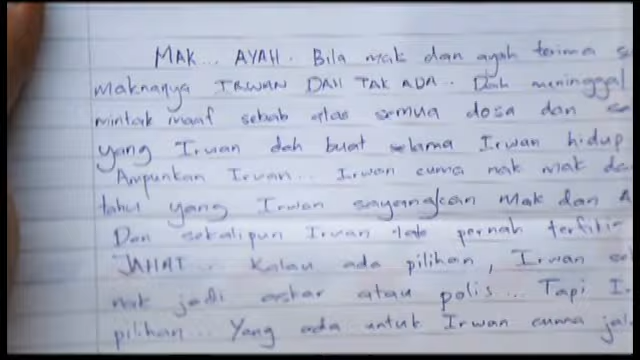 MAK... AYAH. Bila mak dan ayah terima
maknanya IRWAN DAH TAK ADA. Dah meninggal
mintak maaf sebab atas semua dosa dan
yang Irwan dah buat selama Irwan hidup
Ampunkan Irwan... Irwan cuma nak mak
tahu yang Irwan sayangkan Mak dan A
Dan sekalipun Irwan tak pernah terfikir
JAHAT. Kalau ada pilihan, Irwan
nak jadi askar atau polis... Tapi I
pilihan... Yang ada untuk Irwan cuma